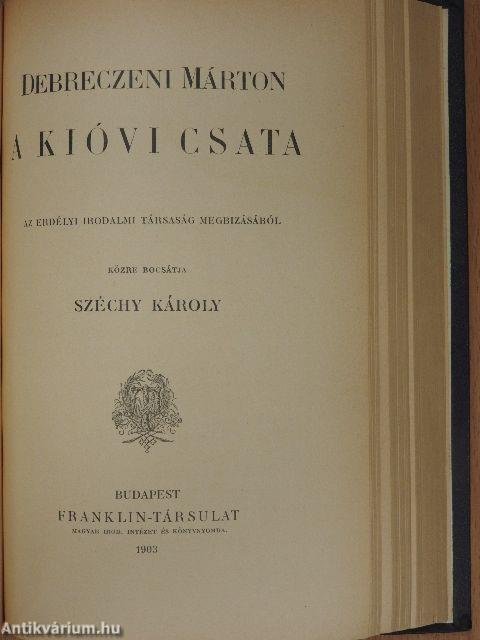 DEBRECZENI MÁRTON
A KIÓVI CSATA
AZ ERDÉLYI IRODALMI TÁRSASÁG MEGBIZÁSÁBÓL
KÖZRE BOCSÁTJA
SZÉCHY KÁROLY
BUDAPEST
FRANKLIN-TÁRSULAT
MAGYAR IROD. INTÉZET ÉS KÖNYVNYOMDA.
1903
Antikvárium.hu